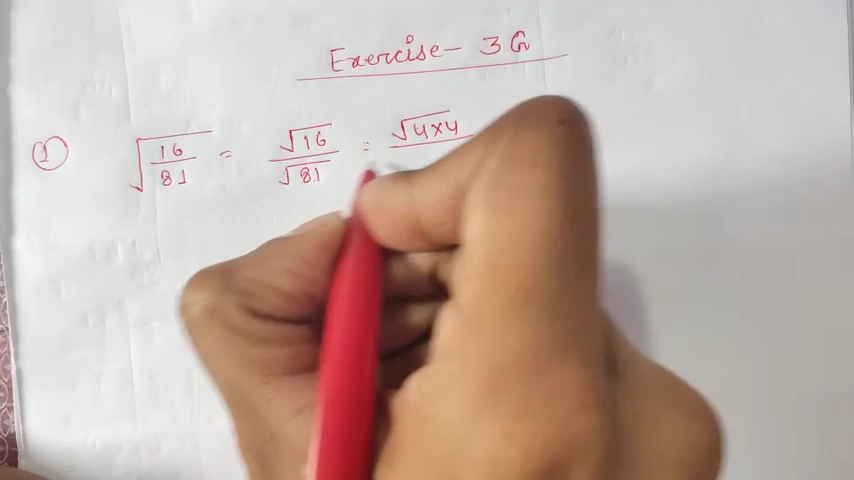 Exercise - 3G
① √(16/81) = √16/√81 = √4×4